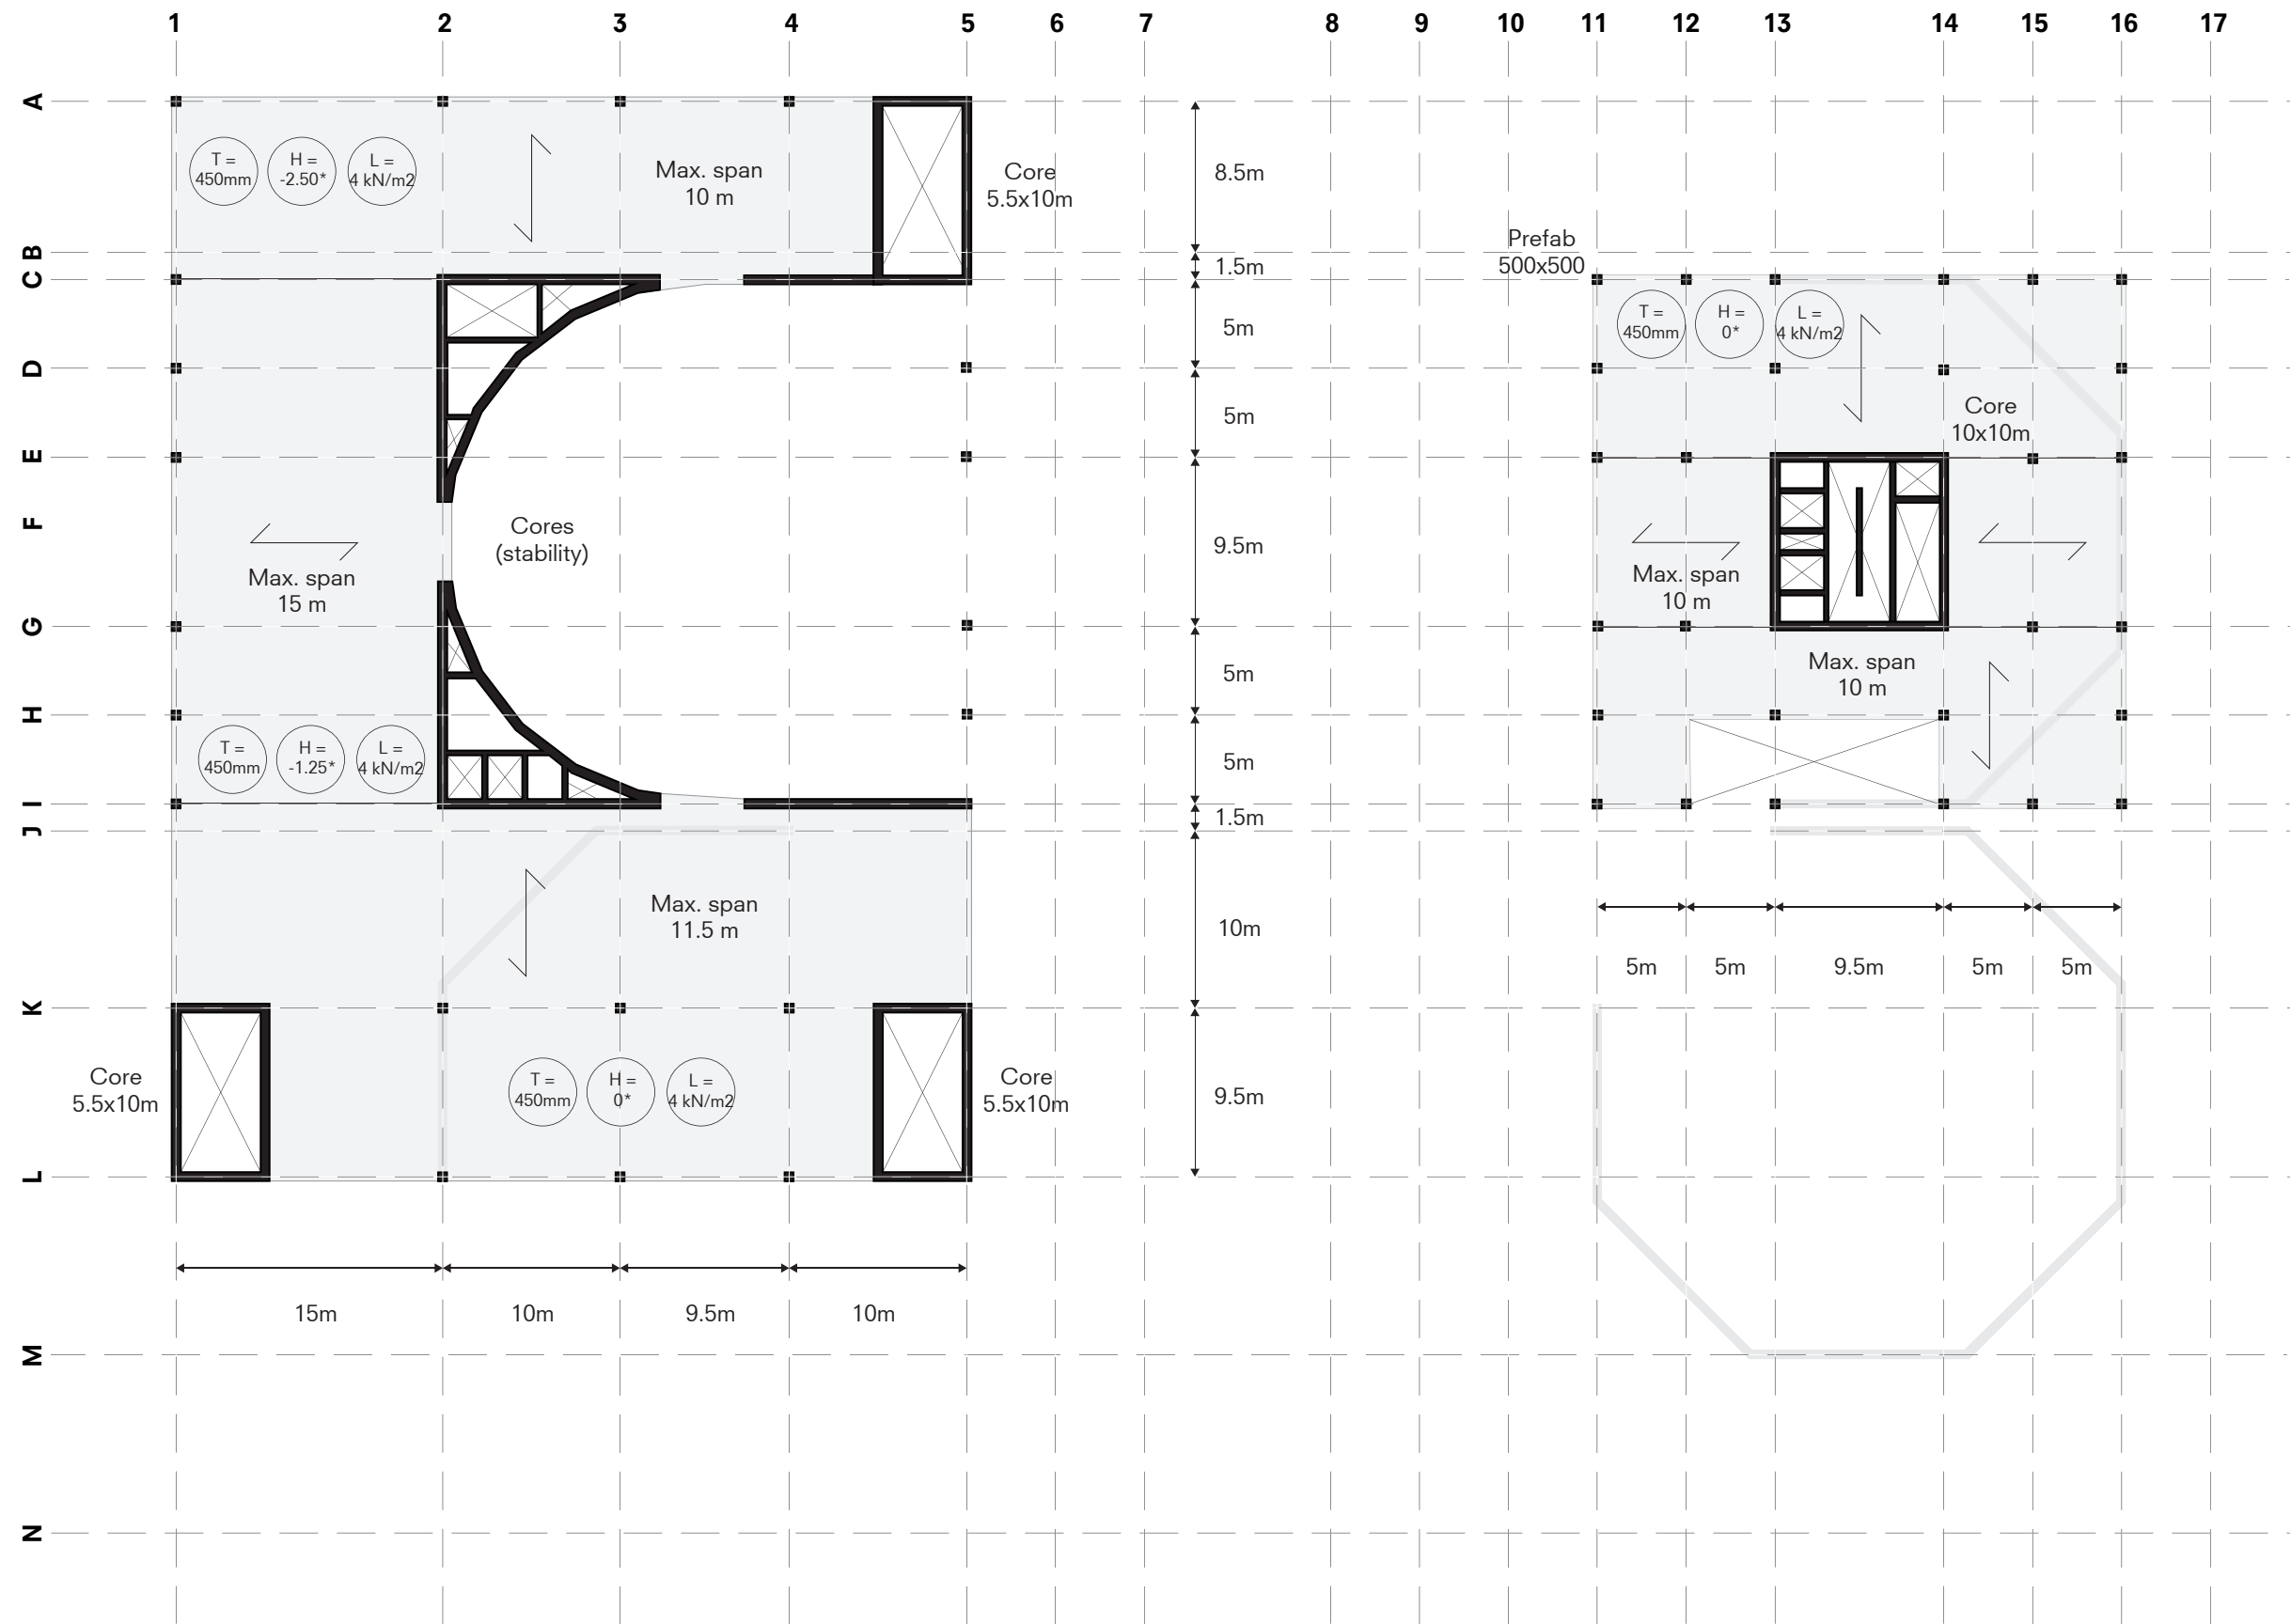 1 2 3 4 5 6 7 8 9 10 11 12 13 14 15 16 17
A
T =
450mm
H =
-2.50*
L =
4 kN/m2
Max. span
10 m
Core
5.5x10m
8.5m
B
1.5m
C
Prefab
500x500
T =
450mm
H =
0*
L =
4 kN/m2
5m
D
5m
Core
10x10m
E
F
Cores
(stability)
9.5m
Max. span
15 m
Max. span
10 m
G
5m
Max. span
10 m
H
T =
450mm
H =
-1.25*
L =
4 kN/m2
5m
I
1.5m
J
Max. span
11.5 m
10m
5m 5m 9.5m 5m 5m
K
Core
5.5x10m
T =
450mm
H =
0*
L =
4 kN/m2
Core
5.5x10m
9.5m
L
15m 10m 9.5m 10m
M
N